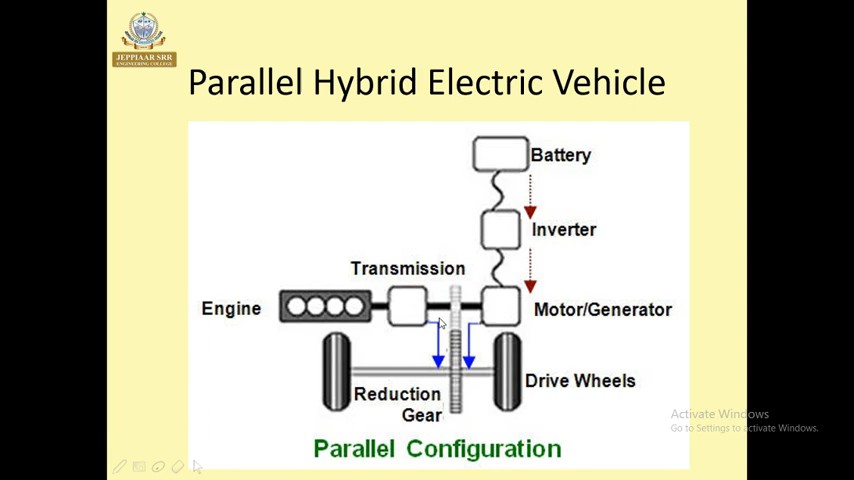 JEPPIAAR SRR
ENGINEERING COLLEGE
Parallel Hybrid Electric Vehicle
Battery
Inverter
Transmission
Engine
Motor/Generator
Drive Wheels
Reduction
Gear
Parallel Configuration
Activate Windows
Go to Settings to activate Windows.